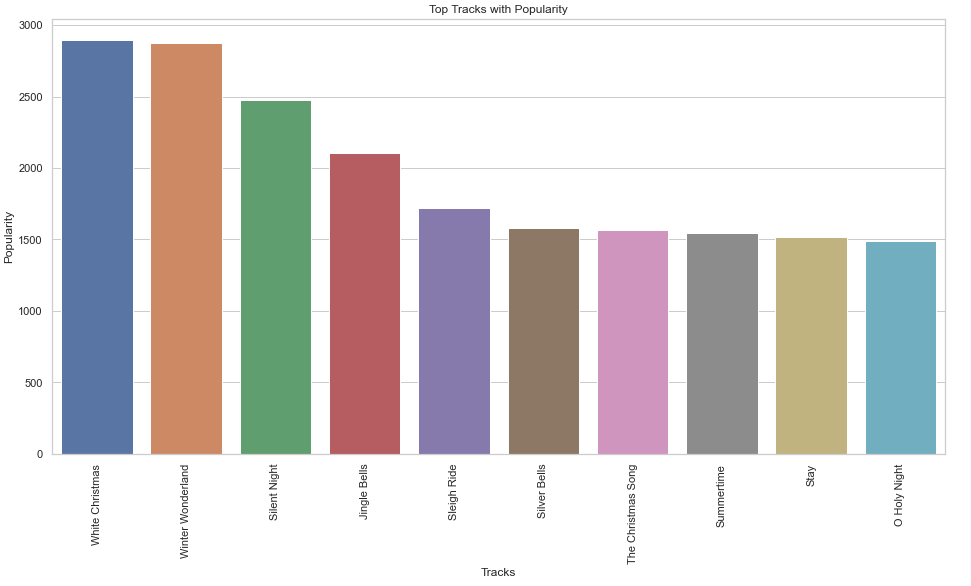 Top Tracks with Popularity
3000
2500
2000
1500
1000
500
0
Popularity
White Christmas
Winter Wonderland
Silent Night
Jingle Bells
Sleigh Ride
Silver Bells
The Christmas Song
Summertime
Stay
O Holy Night
Tracks